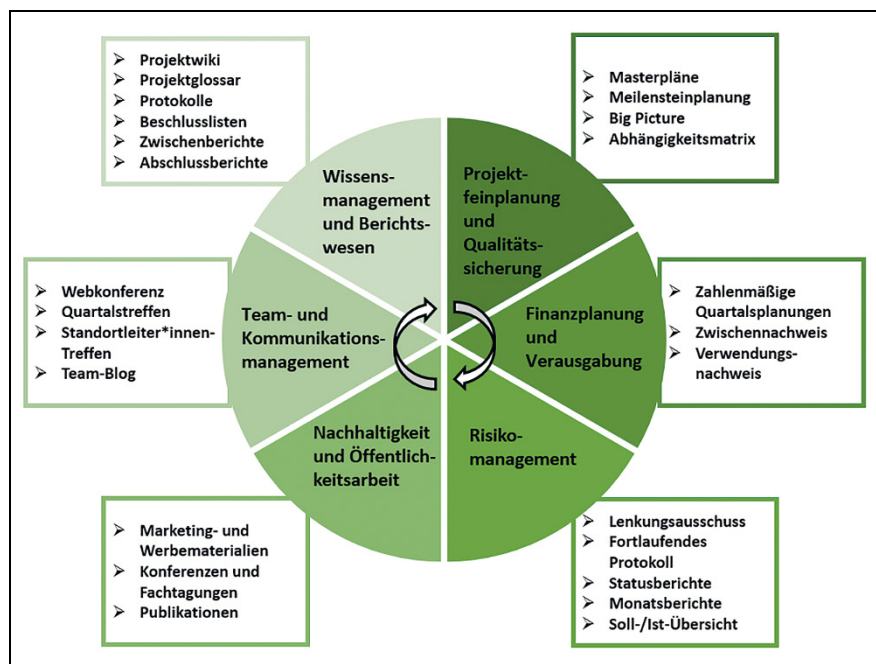 Projektwiki
Projektglossar
Protokolle
Beschlusslisten
Zwischenberichte
Abschlussberichte
Masterpläne
Meilensteinplanung
Big Picture
Abhängigkeitsmatrix
Wissens-
management
und Berichts-
wesen
Projekt-
feinplanung
und
Qualitäts-
sicherung
Webkonferenz
Quartalstreffen
Standortleiter*innen-
Treffen
Team-Blog
Team- und
Kommunikations-
management
Finanzplanung
und
Verausgabung
Zahlenmäßige
Quartalsplanungen
Zwischennachweis
Verwendungs-
nachweis
Nachhaltigkeit
und Öffentlich-
keitsarbeit
Risiko-
management
Marketing- und
Werbematerialien
Konferenzen und
Fachtagungen
Publikationen
Lenkungsausschuss
Fortlaufendes
Protokoll
Statusberichte
Monatsberichte
Soll-/Ist-Übersicht